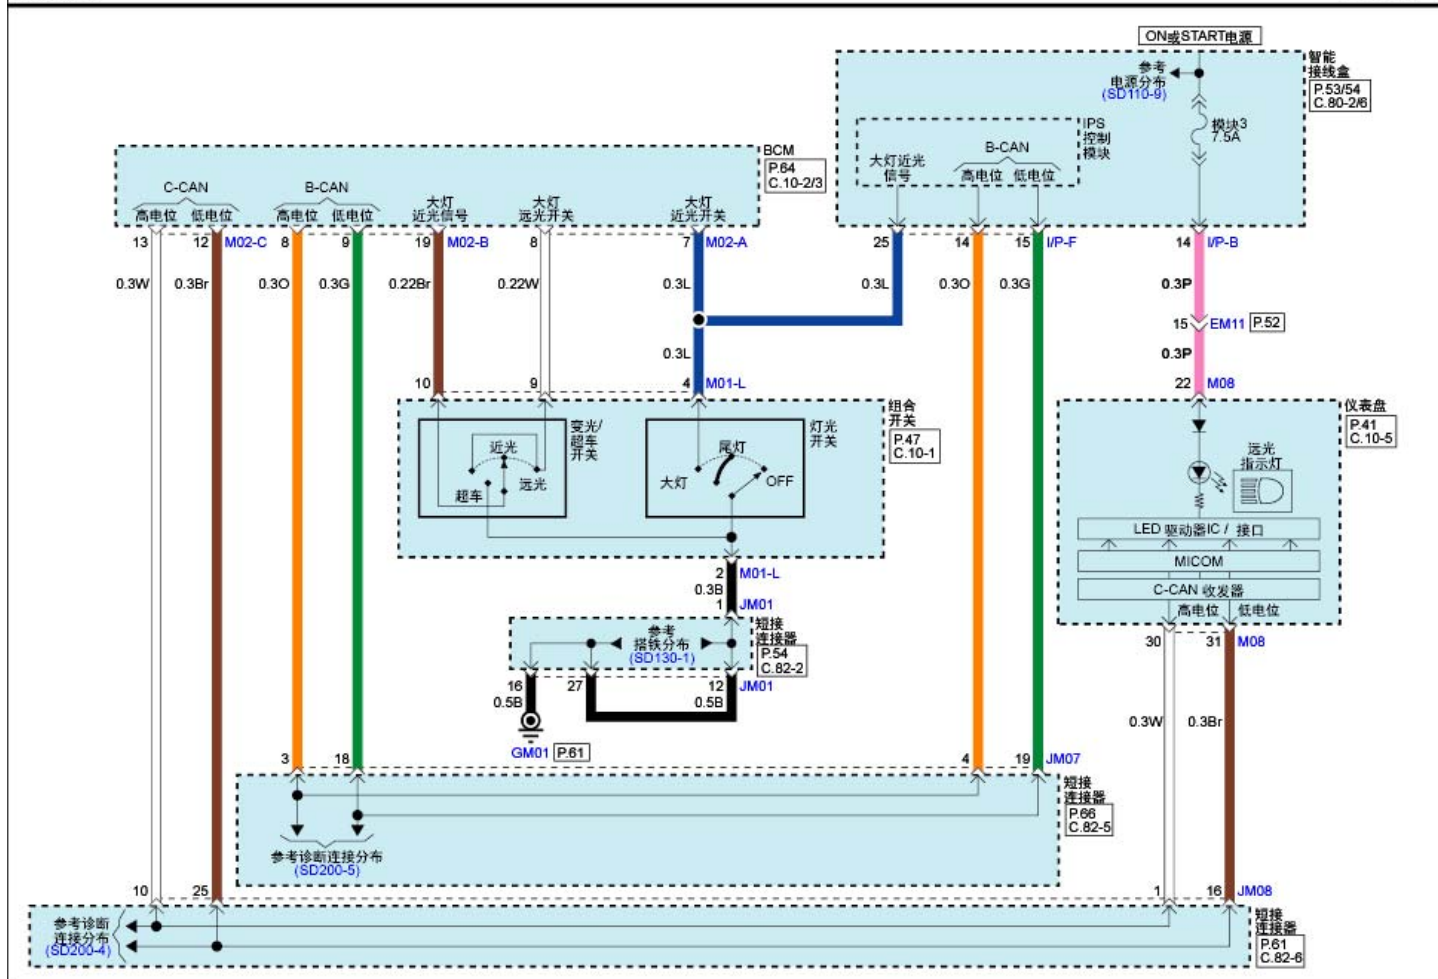 ON或START电源
智能
接线盒
P.53/54
C.80-2/6
参考
电源分布
(SD110-9)
模块3
7.5A
IPS
控制
模块
B-CAN
大灯近光
信号
高电位 低电位
BCM
P.64
C.10-2/3
C-CAN
高电位 低电位
B-CAN
高电位 低电位
大灯
近光信号
大灯
远光开关
大灯
近光开关
13 12 M02-C 8 9 19 M02-B 8 7 M02-A 25 14 15 I/P-F 14 I/P-B
0.3W 0.3Br 0.3O 0.3G 0.22Br 0.22W 0.3L 0.3L 0.3O 0.3G 0.3P
15 EM11 P.52
0.3L 0.3P
10 9 4 M01-L 22 M08
组合
开关
P.47
C.10-1
变光/
超车
开关
近光
超车 远光
灯光
开关
尾灯
大灯 OFF
仪表盘
P.41
C.10-5
远光
指示灯
LED 驱动器IC / 接口
MICOM
C-CAN 收发器
高电位 低电位
2 M01-L
0.3B
1 JM01
短接
连接器
P.54
C.82-2
参考
搭铁分布
(SD130-1)
30 31 M08
16 27 12 JM01
0.5B 0.5B
0.3W 0.3Br
GM01 P.61
3 18 4 19 JM07
短接
连接器
P.66
C.82-5
参考诊断连接分布
(SD200-5)
10 25 1 16 JM08
参考诊断
连接分布
(SD200-4)
短接
连接器
P.61
C.82-6